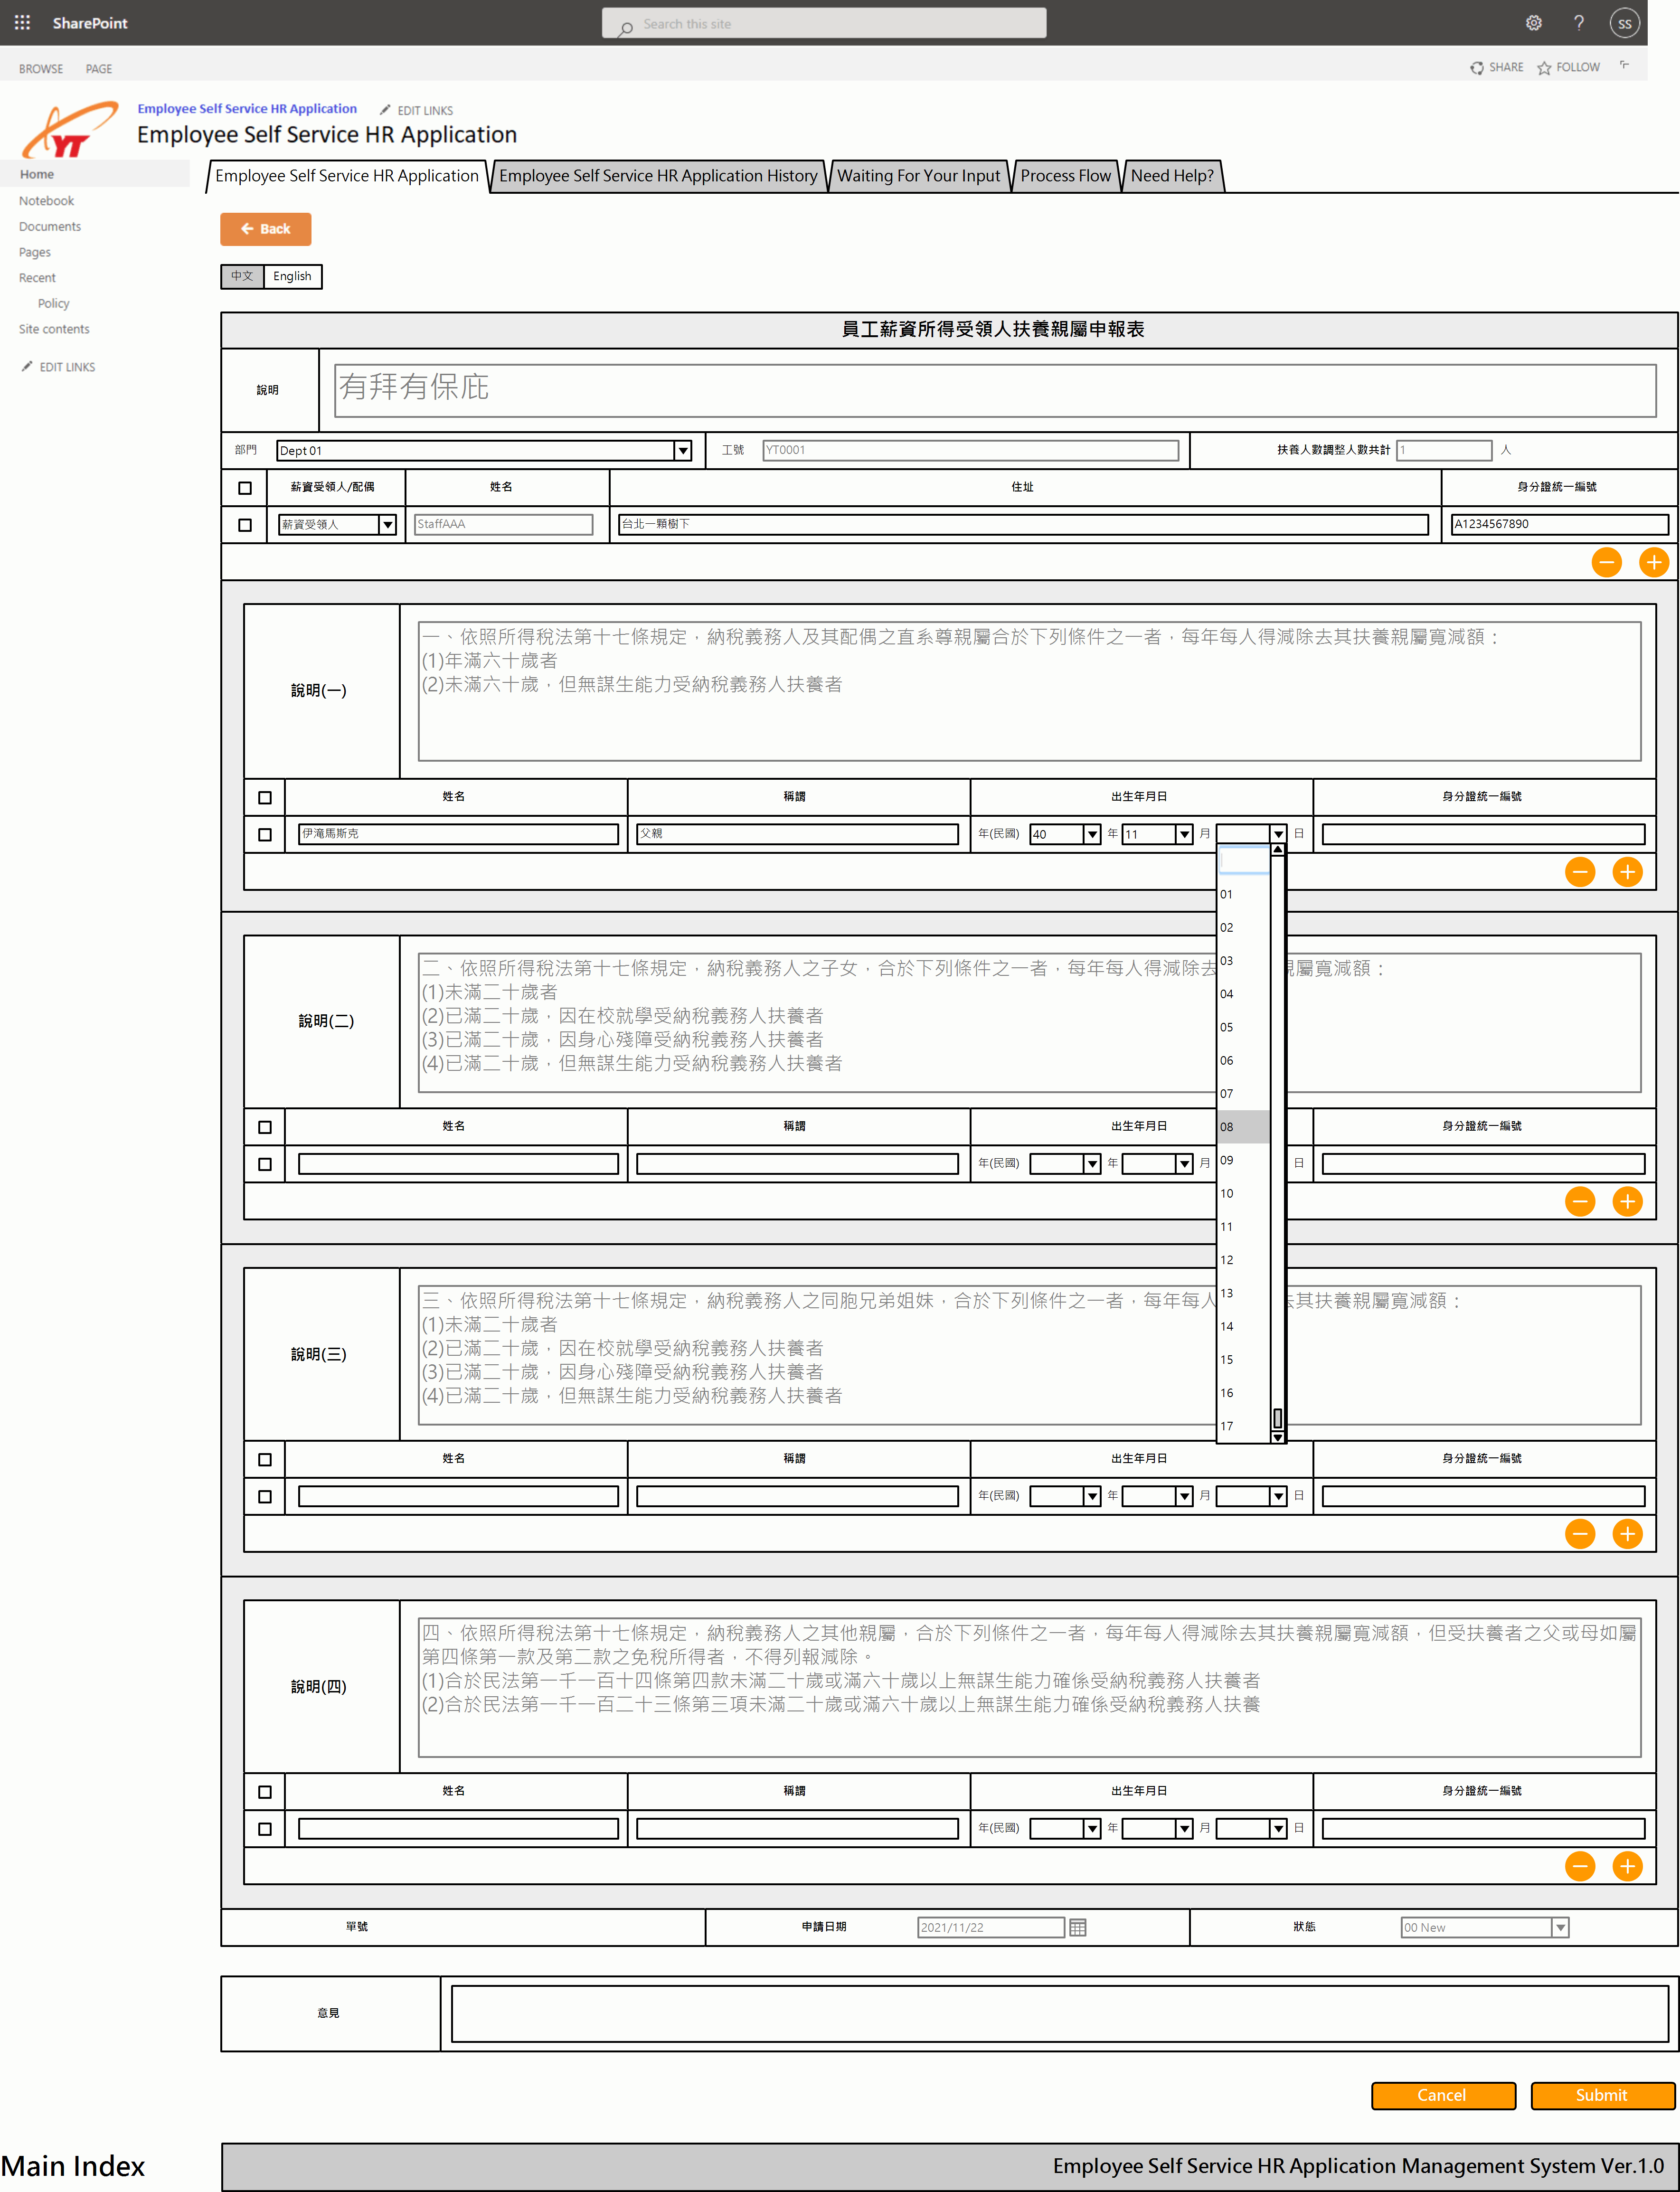 SharePoint
Search this site
?
SS
BROWSE
PAGE
SHARE
FOLLOW
YT
Employee Self Service HR Application
EDIT LINKS
Employee Self Service HR Application
Home
Notebook
Documents
Pages
Recent
Policy
Site contents
EDIT LINKS
Employee Self Service HR Application
Employee Self Service HR Application History
Waiting For Your Input
Process Flow
Need Help?
Back
中文
English
員工薪資所得受領人扶養親屬申報表
說明
有拜有保庇
部門
Dept 01
工號
YT0001
扶養人數調整人數共計
1
人
薪資受領人/配偶
姓名
住址
身分證統一編號
薪資受領人
StaffAAA
台北一顆樹下
A1234567890
說明(一)
一、依照所得稅法第十七條規定，納稅義務人及其配偶之直系尊親屬合於下列條件之一者，每年每人得減除去其扶養親屬寬減額：
(1)年滿六十歲者
(2)未滿六十歲，但無謀生能力受納稅義務人扶養者
姓名
稱謂
出生年月日
身分證統一編號
伊滝馬斯克
父親
年(民國)
40
年
11
月
日
01
02
03
04
05
06
07
08
09
10
11
12
13
14
15
16
17
說明(二)
二、依照所得稅法第十七條規定，納稅義務人之子女，合於下列條件之一者，每年每人得減除去 親屬寬減額：
(1)未滿二十歲者
(2)已滿二十歲，因在校就學受納稅義務人扶養者
(3)已滿二十歲，因身心殘障受納稅義務人扶養者
(4)已滿二十歲，但無謀生能力受納稅義務人扶養者
姓名
稱謂
出生年月日
身分證統一編號
年(民國)
年
月
日
說明(三)
三、依照所得稅法第十七條規定，納稅義務人之同胞兄弟姐妹，合於下列條件之一者，每年每人 去其扶養親屬寬減額：
(1)未滿二十歲者
(2)已滿二十歲，因在校就學受納稅義務人扶養者
(3)已滿二十歲，因身心殘障受納稅義務人扶養者
(4)已滿二十歲，但無謀生能力受納稅義務人扶養者
姓名
稱謂
出生年月日
身分證統一編號
年(民國)
年
月
日
說明(四)
四、依照所得稅法第十七條規定，納稅義務人之其他親屬，合於下列條件之一者，每年每人得減除去其扶養親屬寬減額，但受扶養者之父或母如屬
第四條第一款及第二款之免稅所得者，不得列報減除。
(1)合於民法第一千一百十四條第四款未滿二十歲或滿六十歲以上無謀生能力確係受納稅義務人扶養者
(2)合於民法第一千一百二十三條第三項未滿二十歲或滿六十歲以上無謀生能力確係受納稅義務人扶養
姓名
稱謂
出生年月日
身分證統一編號
年(民國)
年
月
日
單號
申請日期
2021/11/22
狀態
00 New
意見
Cancel
Submit
Main Index
Employee Self Service HR Application Management System Ver.1.0